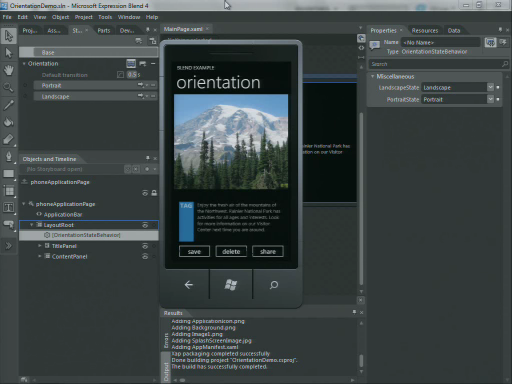 OrientationDemo.sln - Microsoft Expression Blend 4
File Edit View Object Project Tools Window Help
Proj... Ass... St... Parts Dev...
MainPage.xaml
Properties Resources Data
Base
Name <No Name>
Type OrientationStateBehavior
Orientation
Default transition
Search
Portrait
Landscape
Miscellaneous
LandscapeState Landscape
PortraitState Portrait
BLEND EXAMPLE
orientation
TAG
Enjoy the fresh air of the mountains of
the Northwest. Rainier National Park has
activities for all ages and interests. Look
for more information on our Visitor
Center next time you are around.
save delete share
Objects and Timeline
(No Storyboard open)
phoneApplicationPage
phoneApplicationPage
ApplicationBar
LayoutRoot
[OrientationStateBehavior]
TitlePanel
ContentPanel
Results
Errors
Output
Adding ApplicationIcon.png
Adding Background.png
Adding Image1.png
Adding SplashScreenImage.jpg
Adding AppManifest.xaml
Xap packaging completed successfully
Done building project "OrientationDemo.csproj".
The build was successfully completed.